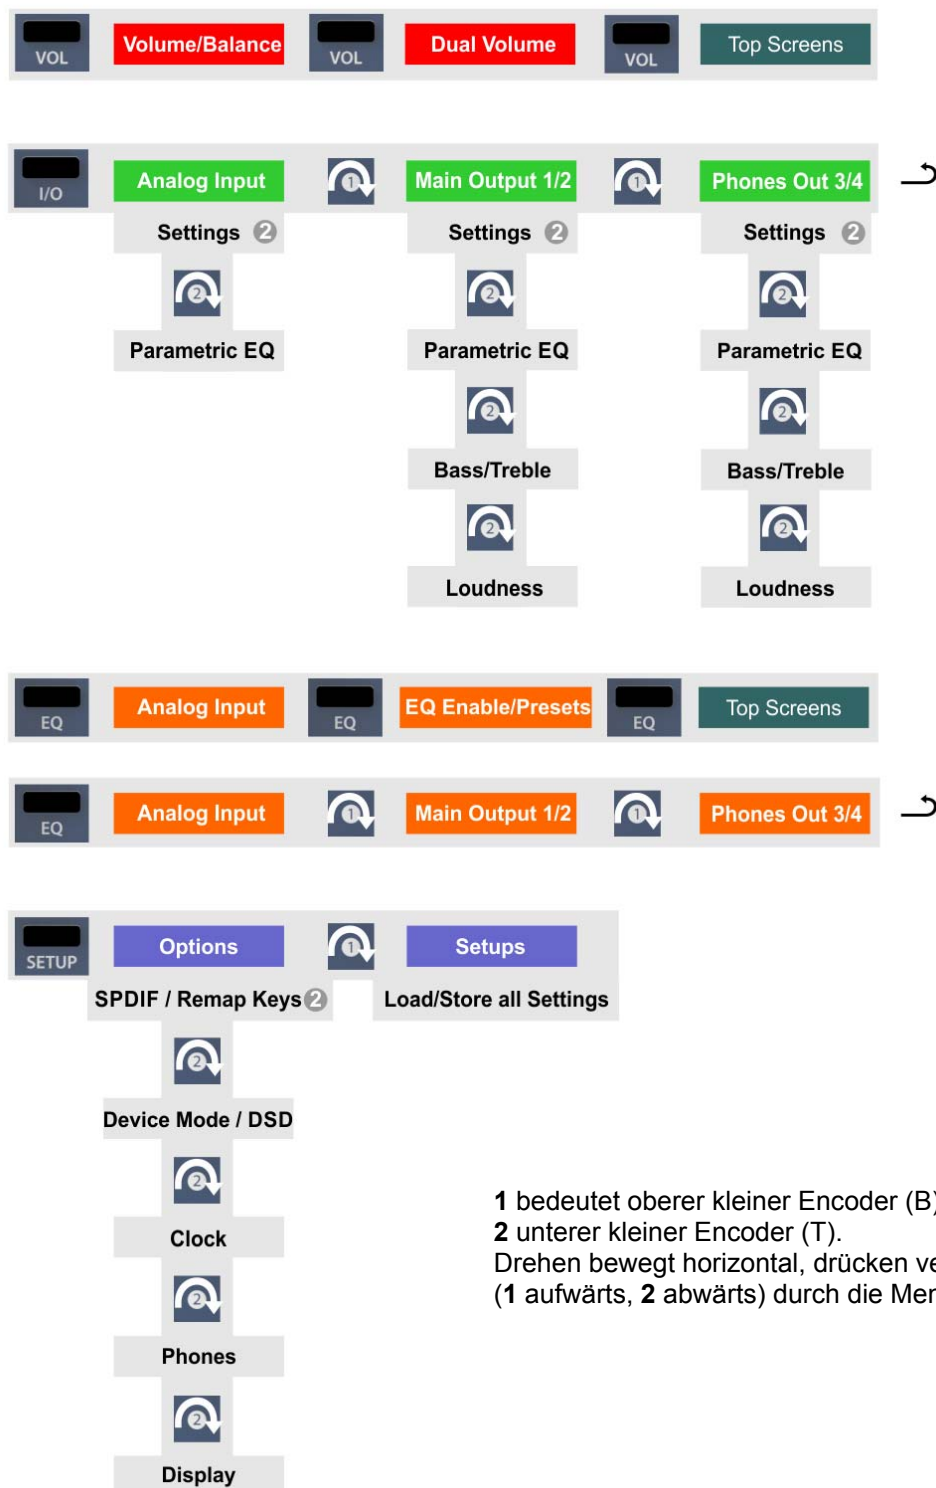 VOL Volume/Balance VOL Dual Volume VOL Top Screens
I/O Analog Input 1 Main Output 1/2 1 Phones Out 3/4
Settings 2 Settings 2 Settings 2
2 2 2
Parametric EQ Parametric EQ Parametric EQ
2 2
Bass/Treble Bass/Treble
2 2
Loudness Loudness
EQ Analog Input EQ EQ Enable/Presets EQ Top Screens
EQ Analog Input 1 Main Output 1/2 1 Phones Out 3/4
SETUP Options 1 Setups
SPDIF / Remap Keys 2 Load/Store all Settings
2
Device Mode / DSD
2
Clock
2
Phones
2
Display
1 bedeutet oberer kleiner Encoder (B)
2 unterer kleiner Encoder (T).
Drehen bewegt horizontal, drücken ve
(1 aufwärts, 2 abwärts) durch die Men